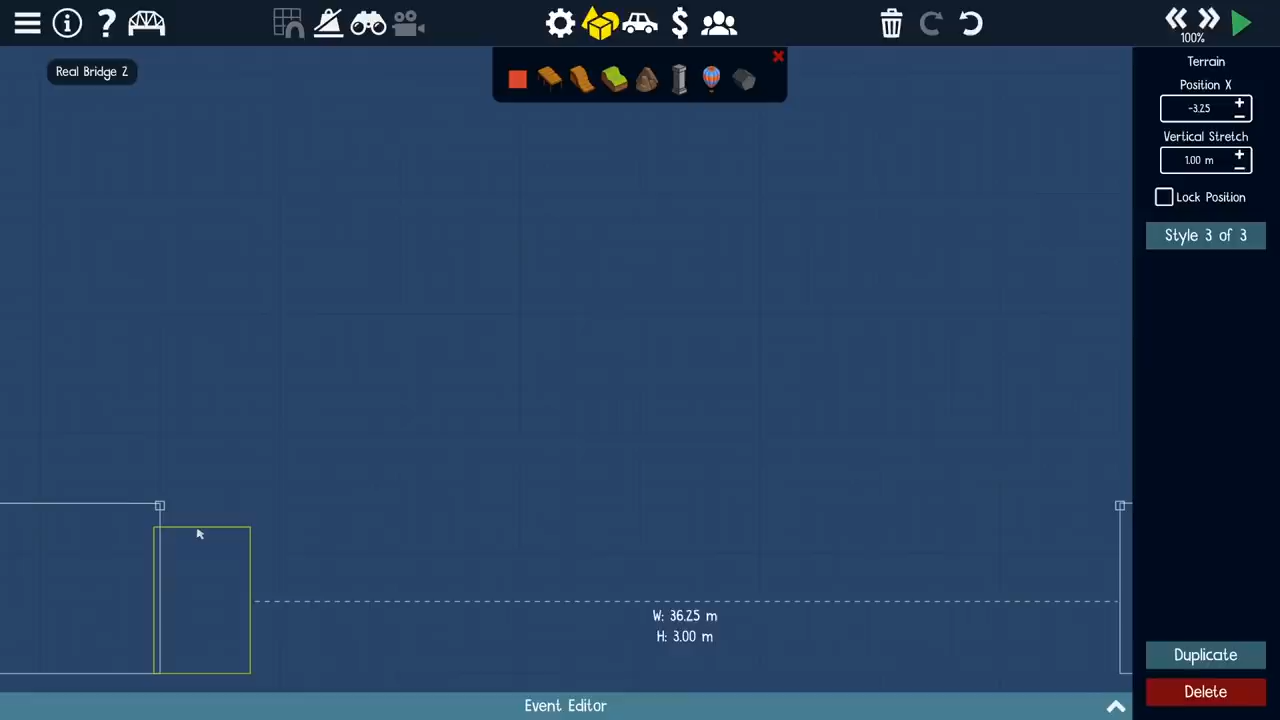 100%
Real Bridge 2
Terrain
Position X
-3.25
Vertical Stretch
1.00 m
Lock Position
Style 3 of 3
W: 36.25 m
H: 3.00 m
Duplicate
Delete
Event Editor